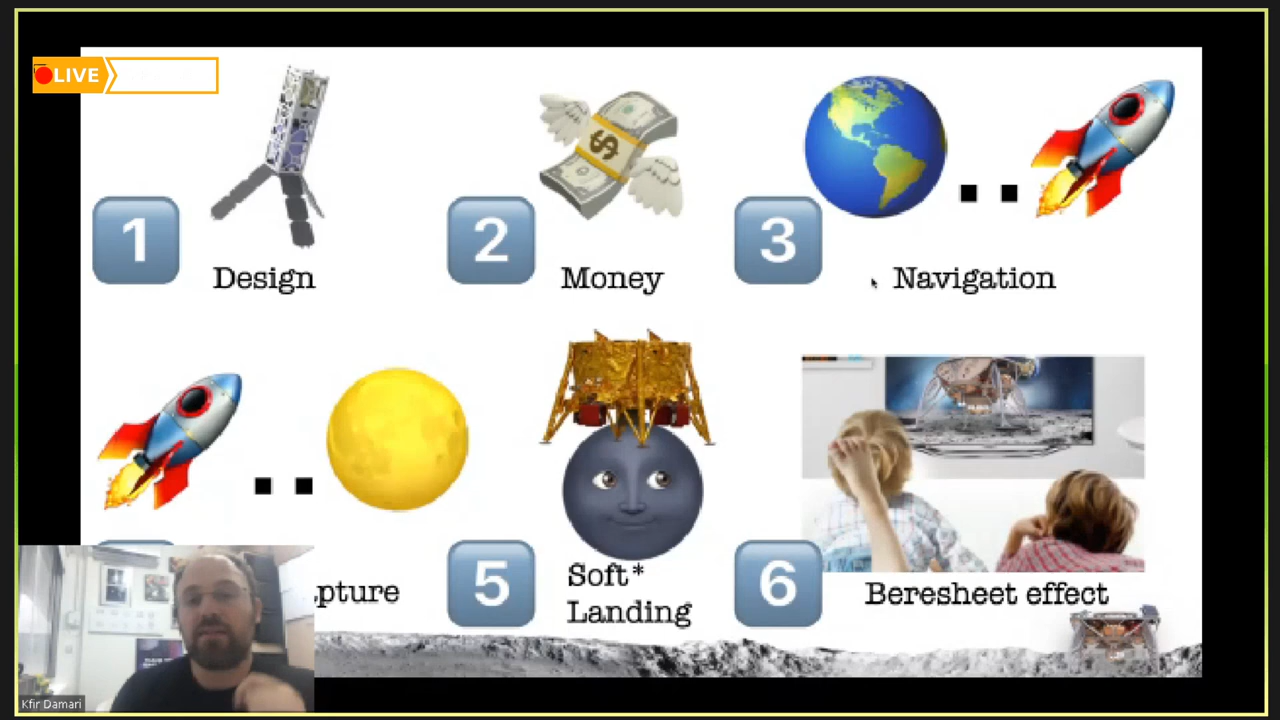 LIVE
1
Design
2
Money
3
Navigation
pture
5
Soft*
Landing
6
Beresheet effect
Kfir Damari